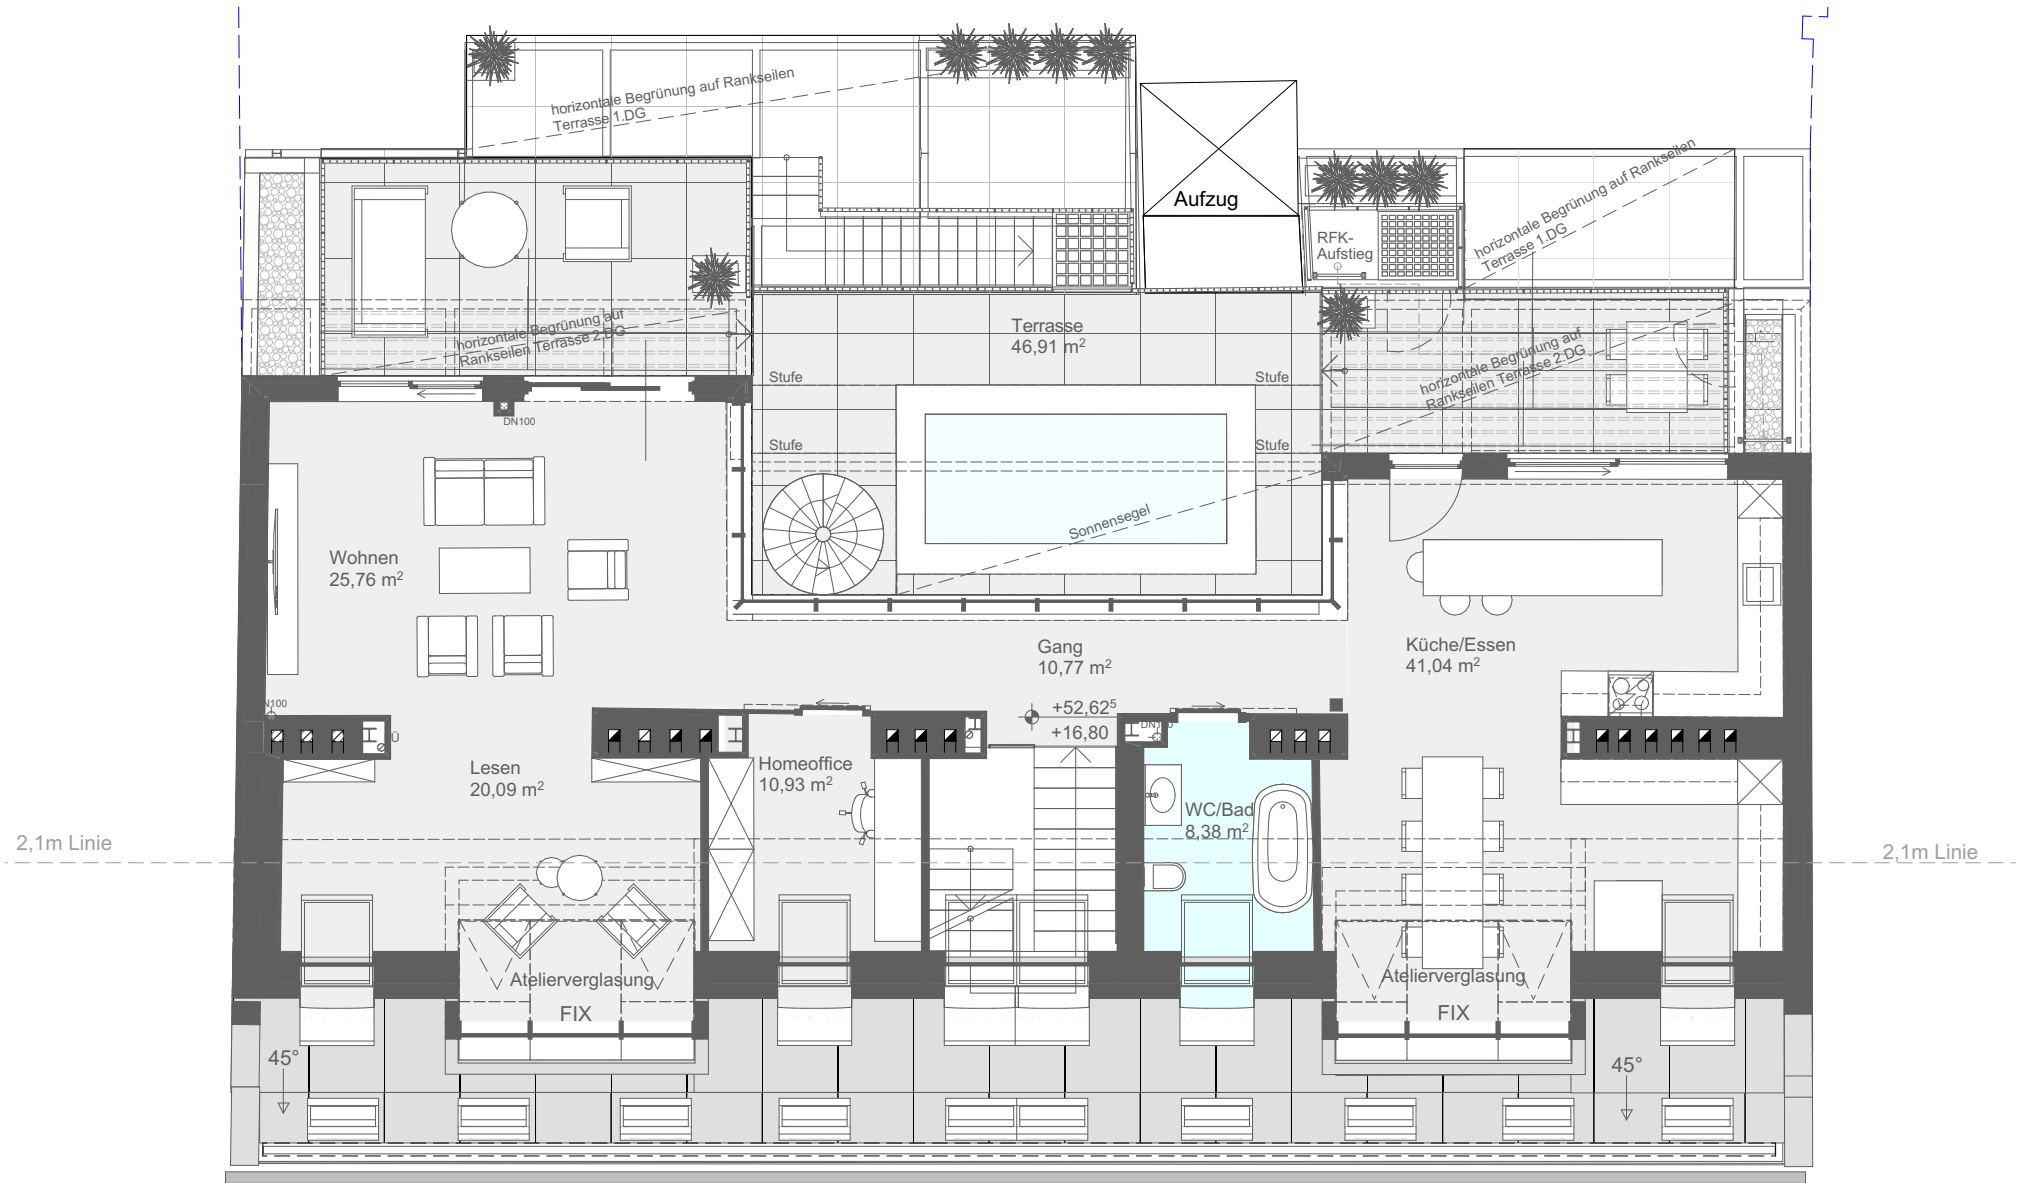 horizontale Begrünung auf Rankseilen
Terrasse 1.DG
Aufzug
RFK-
Aufstieg
horizontale Begrünung auf Rankseilen
Terrasse 1.DG
horizontale Begrünung auf
Rankseilen Terrasse 2.DG
Terrasse
46,91 m²
horizontale Begrünung auf
Rankseilen Terrasse 2.DG
Stufe
Stufe
DN100
Stufe
Stufe
Sonnensegel
Wohnen
25,76 m²
Gang
10,77 m²
Küche/Essen
41,04 m²
+52,62⁵
+16,80
Ü
Lesen
20,09 m²
Homeoffice
10,93 m²
WC/Bad
8,38 m²
2,1m Linie
2,1m Linie
Atelierverglasung
FIX
Atelierverglasung
FIX
45°
45°